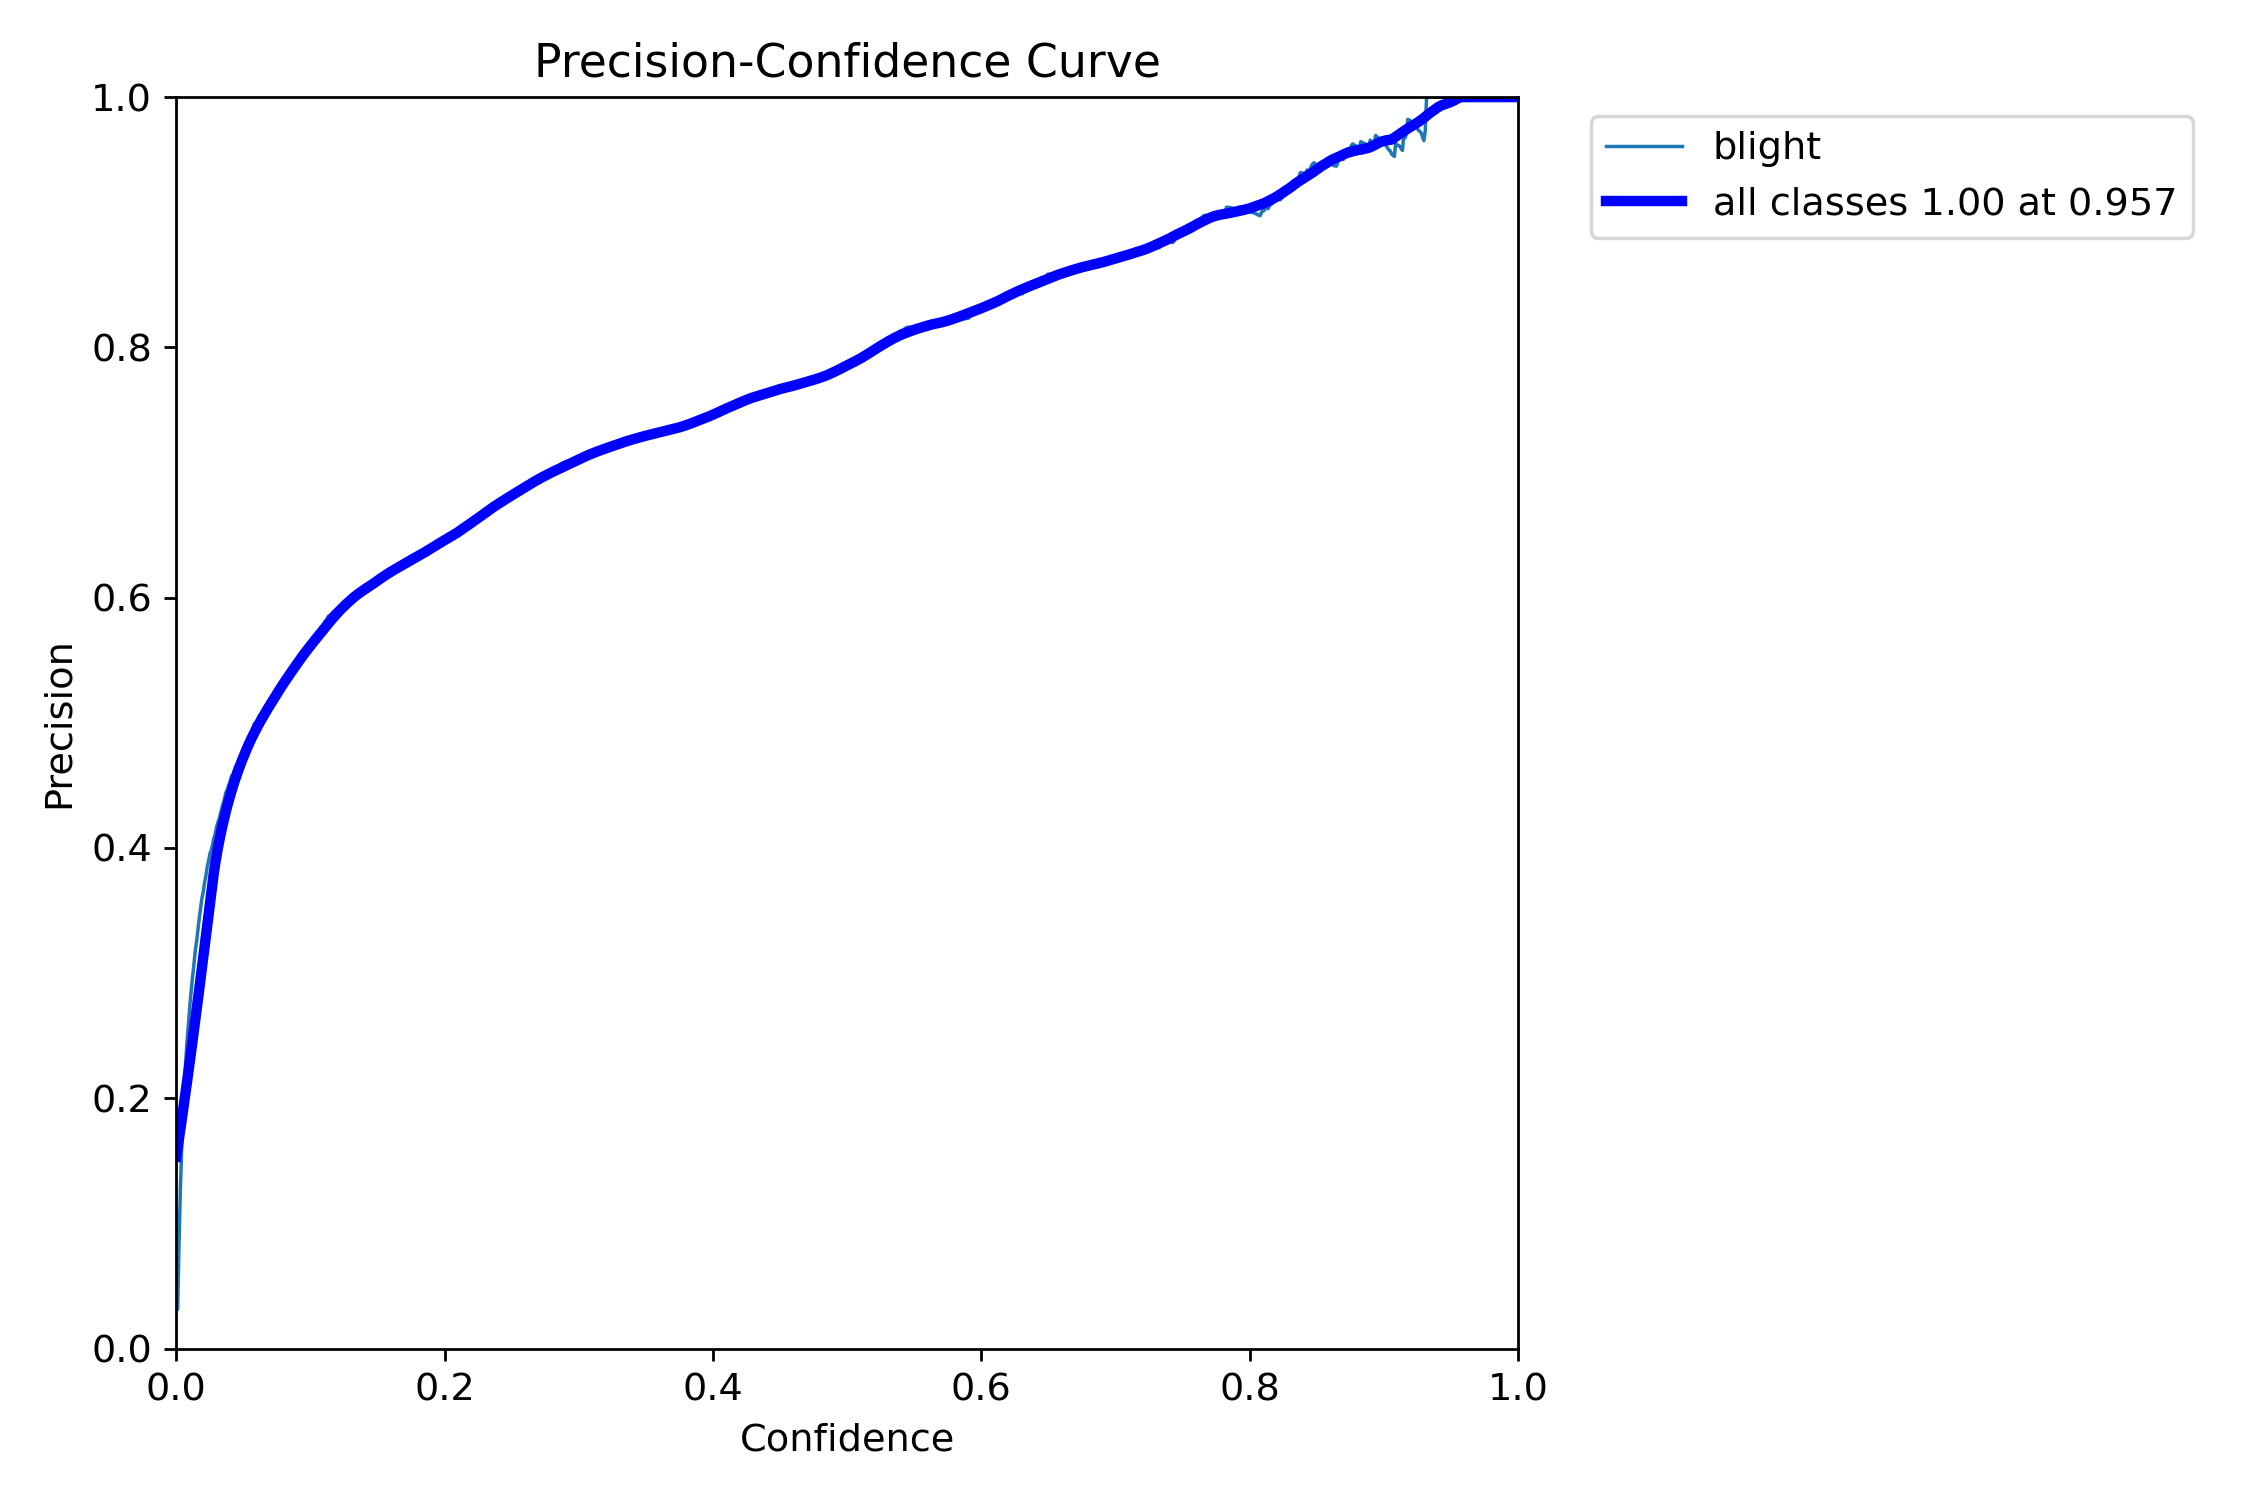 Precision-Confidence Curve
1.0
0.8
0.6
0.4
0.2
0.0
Precision
0.0 0.2 0.4 0.6 0.8 1.0
Confidence
blight
all classes 1.00 at 0.957